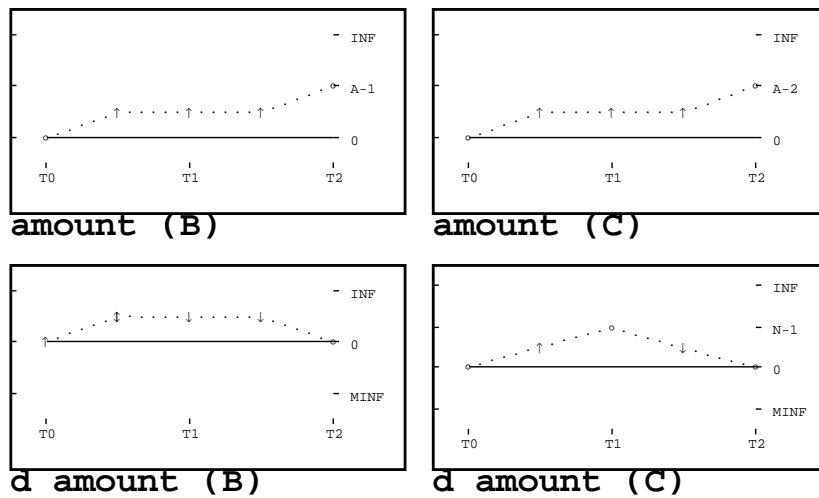 INF
A-1
0
T0 T1 T2
amount (B)
INF
A-2
0
T0 T1 T2
amount (C)
INF
0
MINF
T0 T1 T2
d amount (B)
INF
N-1
0
MINF
T0 T1 T2
d amount (C)